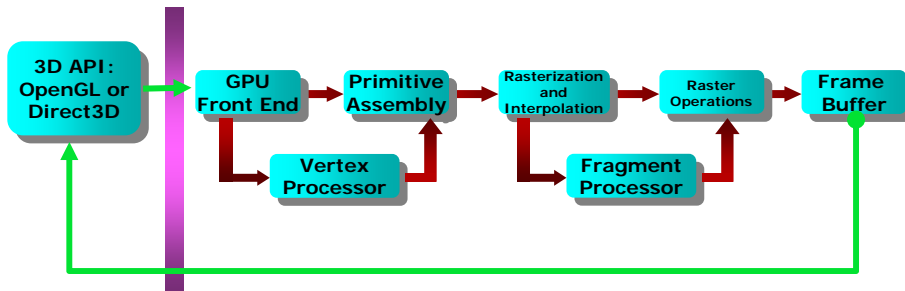 3D API:
OpenGL or
Direct3D
GPU
Front End
Primitive
Assembly
Rasterization
and
Interpolation
Raster
Operations
Frame
Buffer
Vertex
Processor
Fragment
Processor